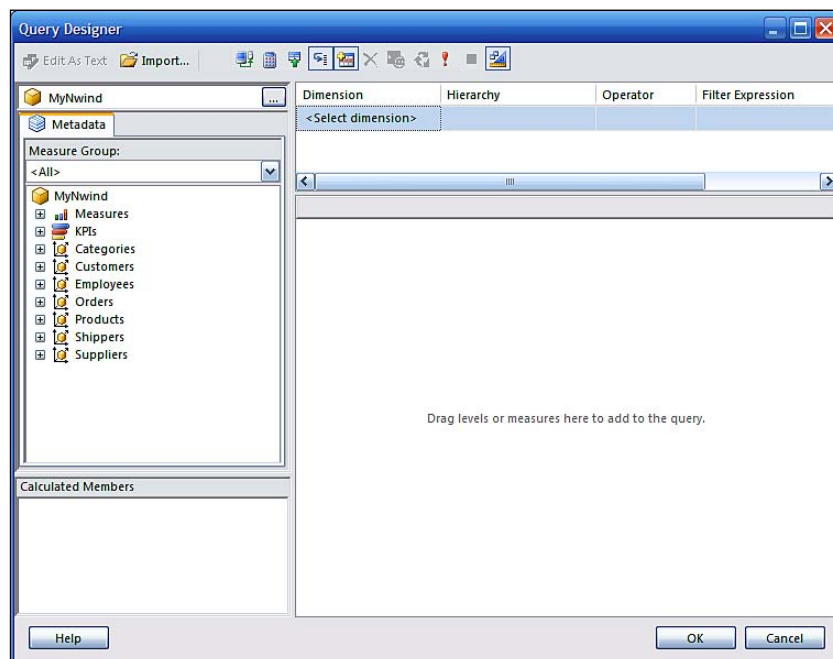 Query Designer
Edit As Text Import...
MyNwind ...
Dimension Hierarchy Operator Filter Expression
<Select dimension>
Metadata
Measure Group:
<All>
MyNwind
Measures
KPIs
Categories
Customers
Employees
Orders
Products
Shippers
Suppliers
Drag levels or measures here to add to the query.
Calculated Members
Help OK Cancel